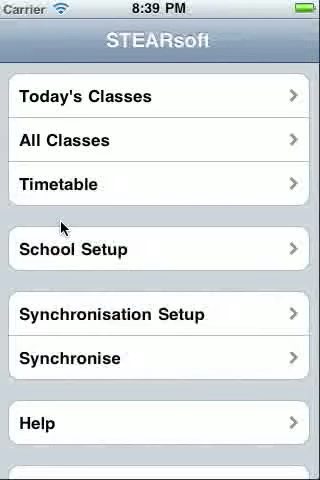 Carrier 8:39 PM
STEARsoft
Today's Classes
All Classes
Timetable
School Setup
Synchronisation Setup
Synchronise
Help